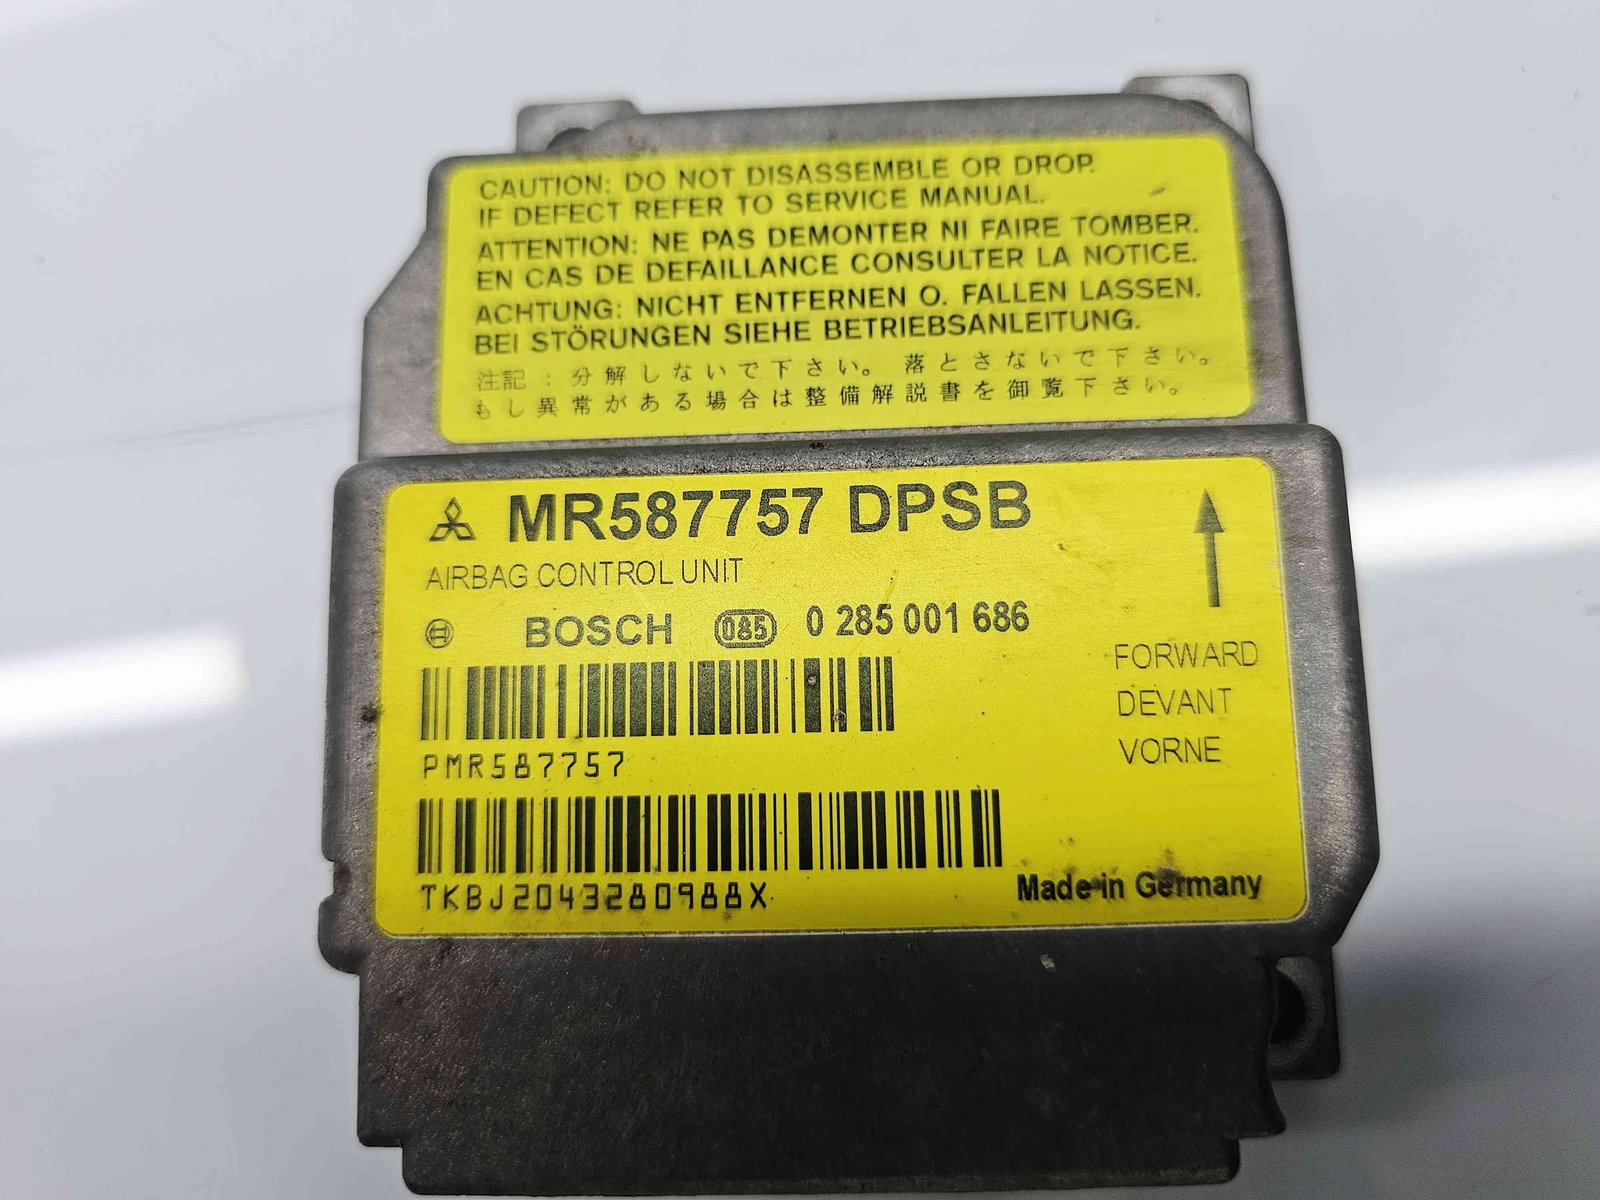 CAUTION: DO NOT DISASSEMBLE OR DROP.
IF DEFECT REFER TO SERVICE MANUAL.
ATTENTION: NE PAS DEMONTER NI FAIRE TOMBER.
EN CAS DE DEFAILLANCE CONSULTER LA NOTICE.
ACHTUNG: NICHT ENTFERNEN O. FALLEN LASSEN.
BEI STÖRUNGEN SIEHE BETRIEBSANLEITUNG.
注記：分解しないで下さい。落とさないで下さい。
もし異常がある場合は整備解説書を御覧下さい。
MR587757 DPSB
AIRBAG CONTROL UNIT
BOSCH 085 0 285 001 686
FORWARD
DEVANT
VORNE
PMR587757
TKBJ2043280988X
Made in Germany